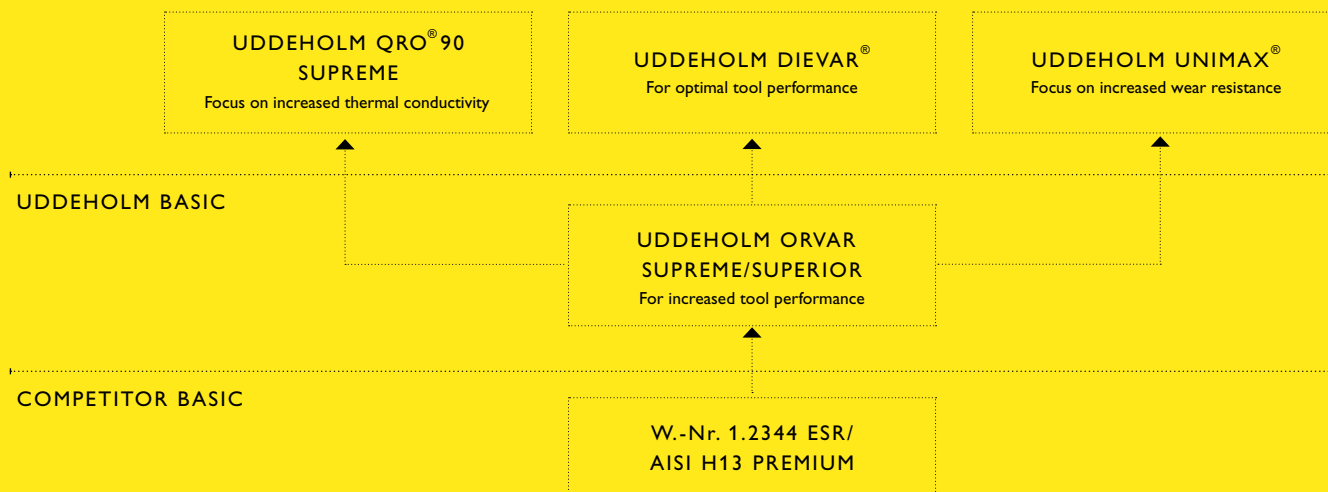 UDDEHOLM QRO® 90
SUPREME
Focus on increased thermal conductivity
UDDEHOLM DIEVAR®
For optimal tool performance
UDDEHOLM UNIMAX®
Focus on increased wear resistance
UDDEHOLM BASIC
UDDEHOLM ORVAR
SUPREME/SUPERIOR
For increased tool performance
COMPETITOR BASIC
W.-Nr. 1.2344 ESR/
AISI H13 PREMIUM